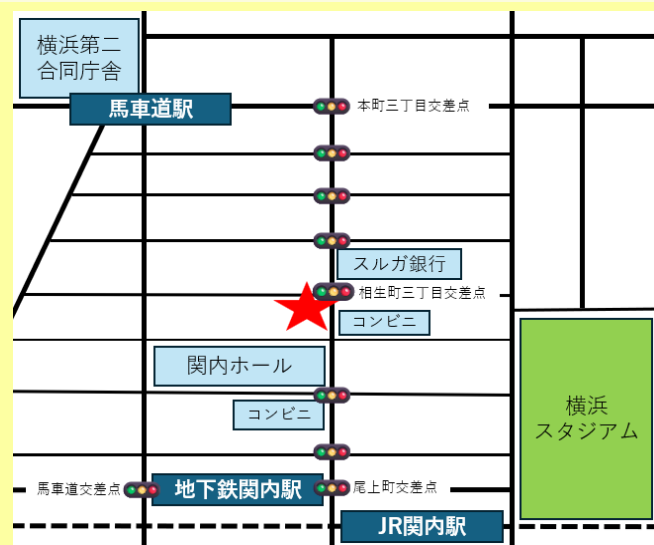 横浜第二
合同庁舎
馬車道駅
本町三丁目交差点
スルガ銀行
相生町三丁目交差点
コンビニ
関内ホール
コンビニ
横浜
スタジアム
馬車道交差点
地下鉄関内駅
尾上町交差点
JR関内駅